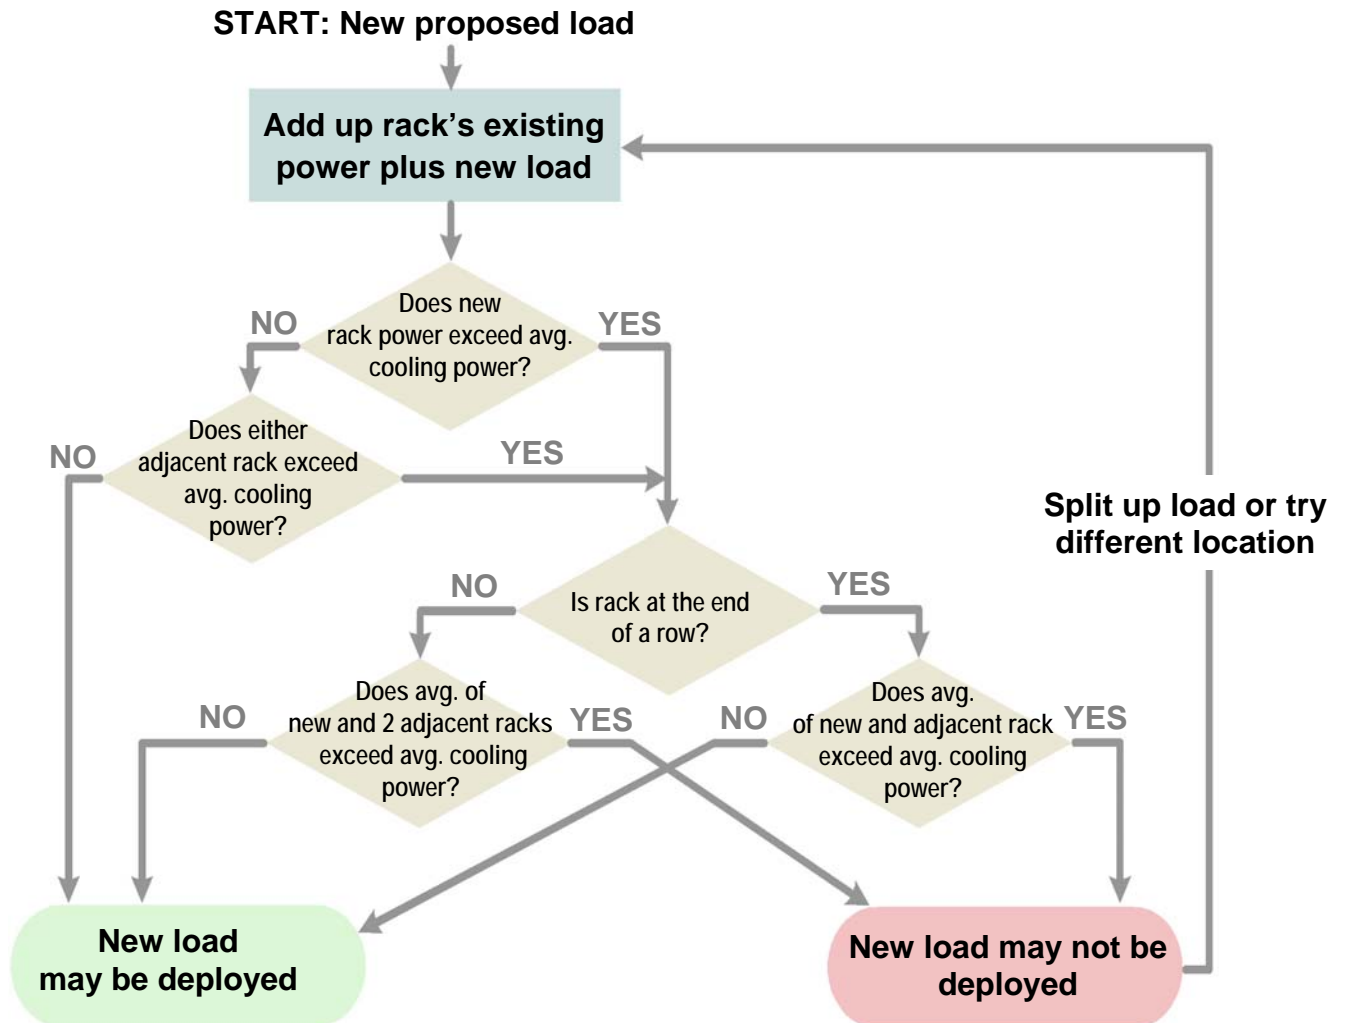 START: New proposed load
Add up rack's existing
power plus new load
Does new
rack power exceed avg.
cooling power?
NO
YES
Does either
adjacent rack exceed
avg. cooling
power?
NO
YES
Split up load or try
different location
Is rack at the end
of a row?
NO
YES
Does avg. of
new and 2 adjacent racks
exceed avg. cooling
power?
NO
YES
Does avg.
of new and adjacent rack
exceed avg. cooling
power?
NO
YES
New load
may be deployed
New load may not be
deployed